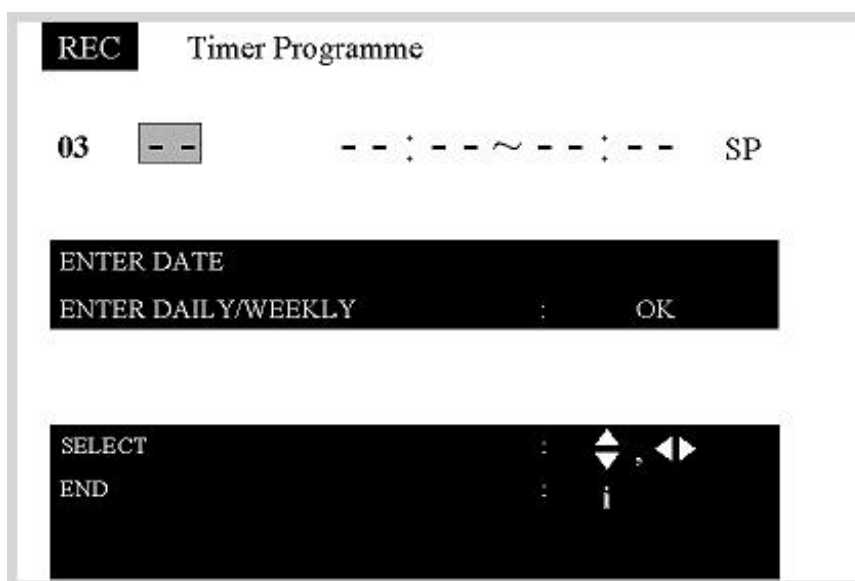 REC Timer Programme
03 - - - - : - - ~ - - : - - SP
ENTER DATE
ENTER DAILY/WEEKLY : OK
SELECT : ,
END : i